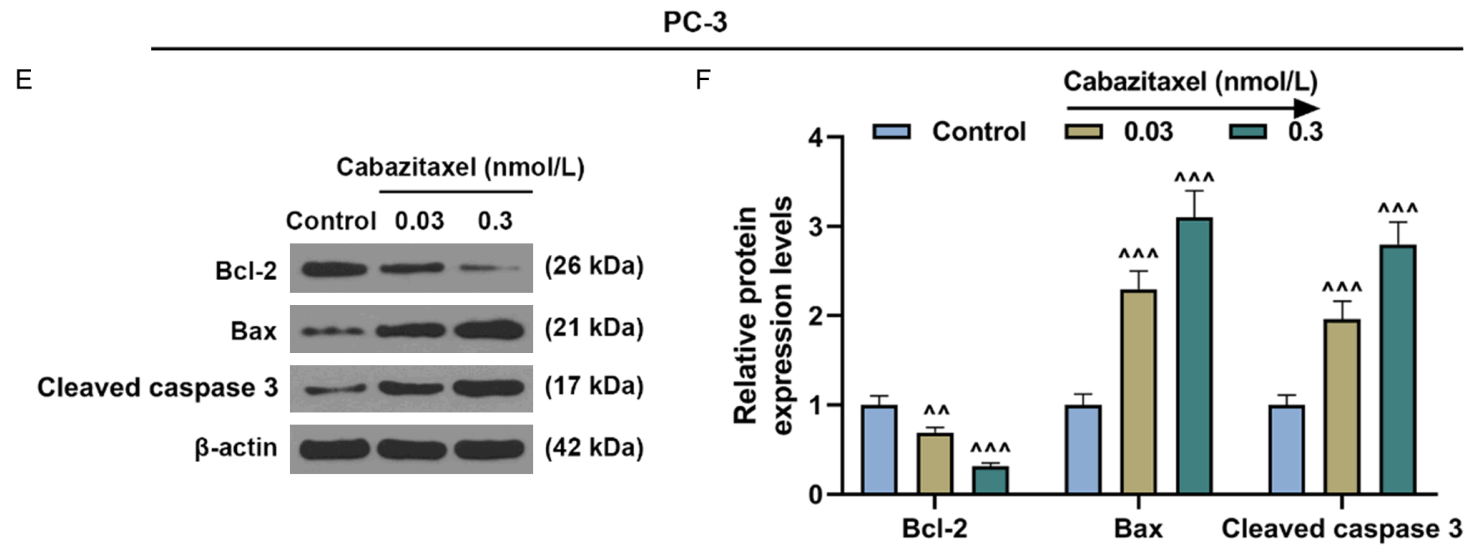 PC-3
E
Cabazitaxel (nmol/L)
Control 0.03 0.3
Bcl-2 (26 kDa)
Bax (21 kDa)
Cleaved caspase 3 (17 kDa)
β-actin (42 kDa)
F
Cabazitaxel (nmol/L)
Control 0.03 0.3
Relative protein
expression levels
4
3
2
1
0
^^ ^^^
^^^ ^^^
^^^ ^^^
Bcl-2 Bax Cleaved caspase 3